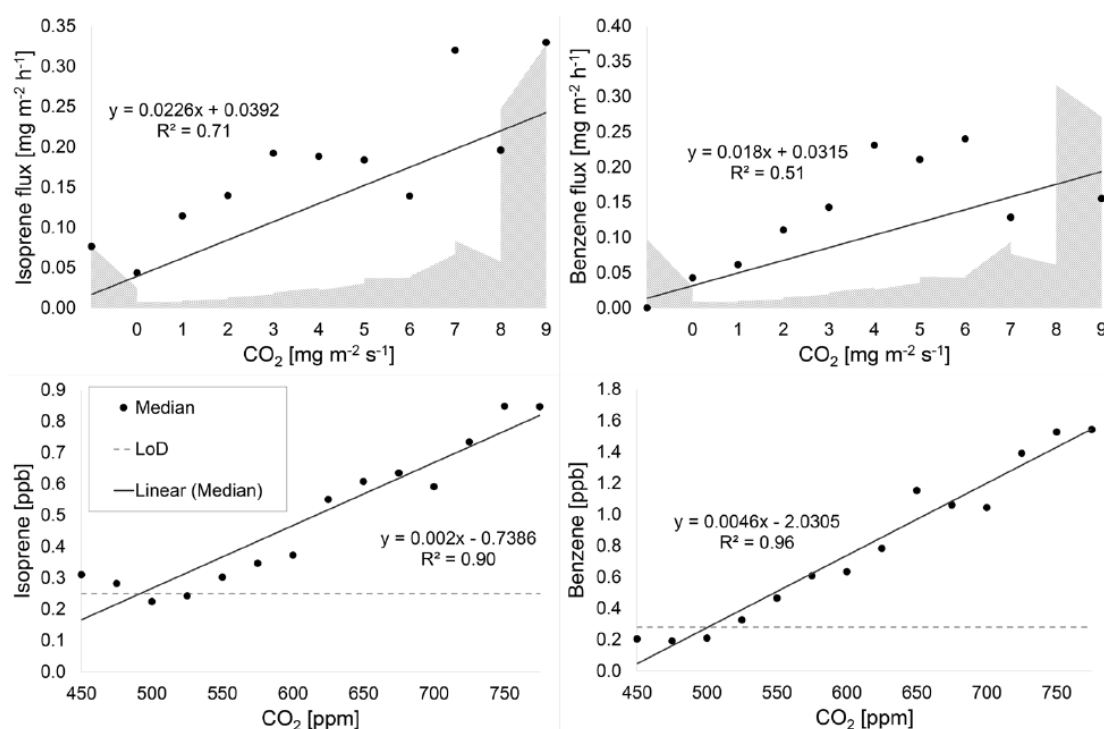 Isoprene flux [mg m⁻² h⁻¹]
0.35
0.30
0.25
0.20
0.15
0.10
0.05
0.00
y = 0.0226x + 0.0392
R² = 0.71
0 1 2 3 4 5 6 7 8 9
CO₂ [mg m⁻² s⁻¹]
Benzene flux [mg m⁻² h⁻¹]
0.40
0.35
0.30
0.25
0.20
0.15
0.10
0.05
0.00
y = 0.018x + 0.0315
R² = 0.51
0 1 2 3 4 5 6 7 8 9
CO₂ [mg m⁻² s⁻¹]
Isoprene [ppb]
0.9
0.8
0.7
0.6
0.5
0.4
0.3
0.2
0.1
0.0
Median
LoD
Linear (Median)
y = 0.002x - 0.7386
R² = 0.90
450 500 550 600 650 700 750
CO₂ [ppm]
Benzene [ppb]
1.8
1.6
1.4
1.2
1.0
0.8
0.6
0.4
0.2
0.0
y = 0.0046x - 2.0305
R² = 0.96
450 500 550 600 650 700 750
CO₂ [ppm]